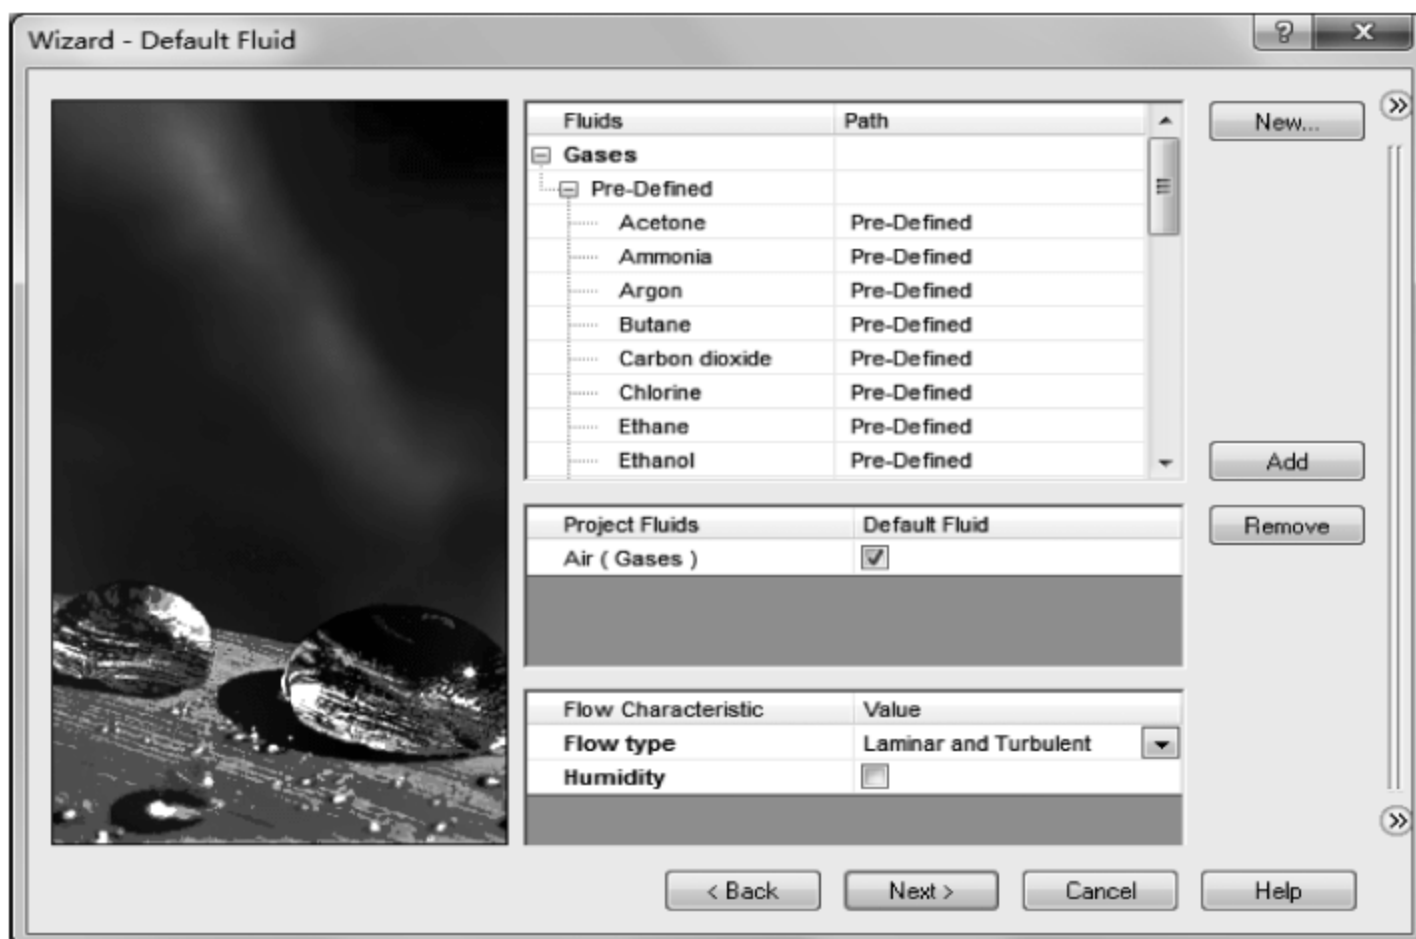 Wizard - Default Fluid
Fluids Path
Gases
Pre-Defined
Acetone Pre-Defined
Ammonia Pre-Defined
Argon Pre-Defined
Butane Pre-Defined
Carbon dioxide Pre-Defined
Chlorine Pre-Defined
Ethane Pre-Defined
Ethanol Pre-Defined
New...
Add
Project Fluids Default Fluid
Air ( Gases )
Remove
Flow Characteristic Value
Flow type Laminar and Turbulent
Humidity
< Back Next > Cancel Help